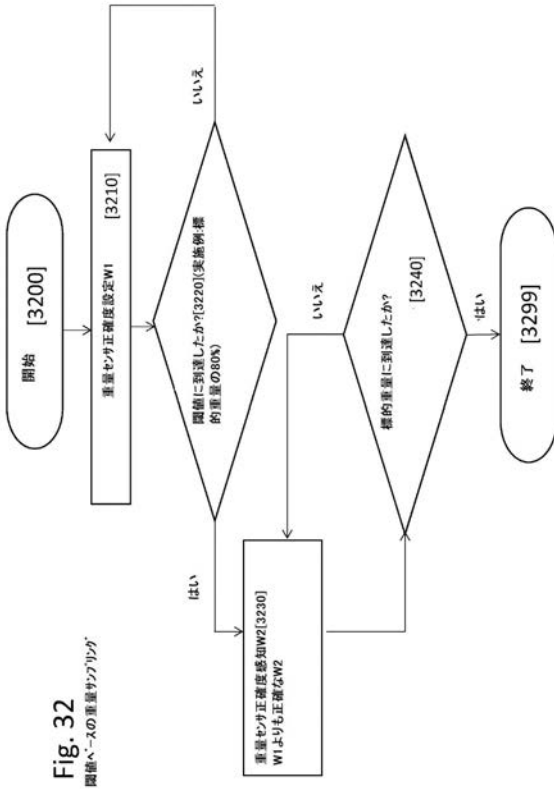 Fig. 32
閾値ベースの重量サンプリング
開始 [3200]
重量センサ正確度設定W1 [3210]
閾値に到達したか?[3220](実施例:標
的重量の80%)
いいえ
はい
重量センサ正確度感知W2[3230]
W1よりも正確なW2
標的重量に到達したか?
[3240]
いいえ
はい
終了 [3299]